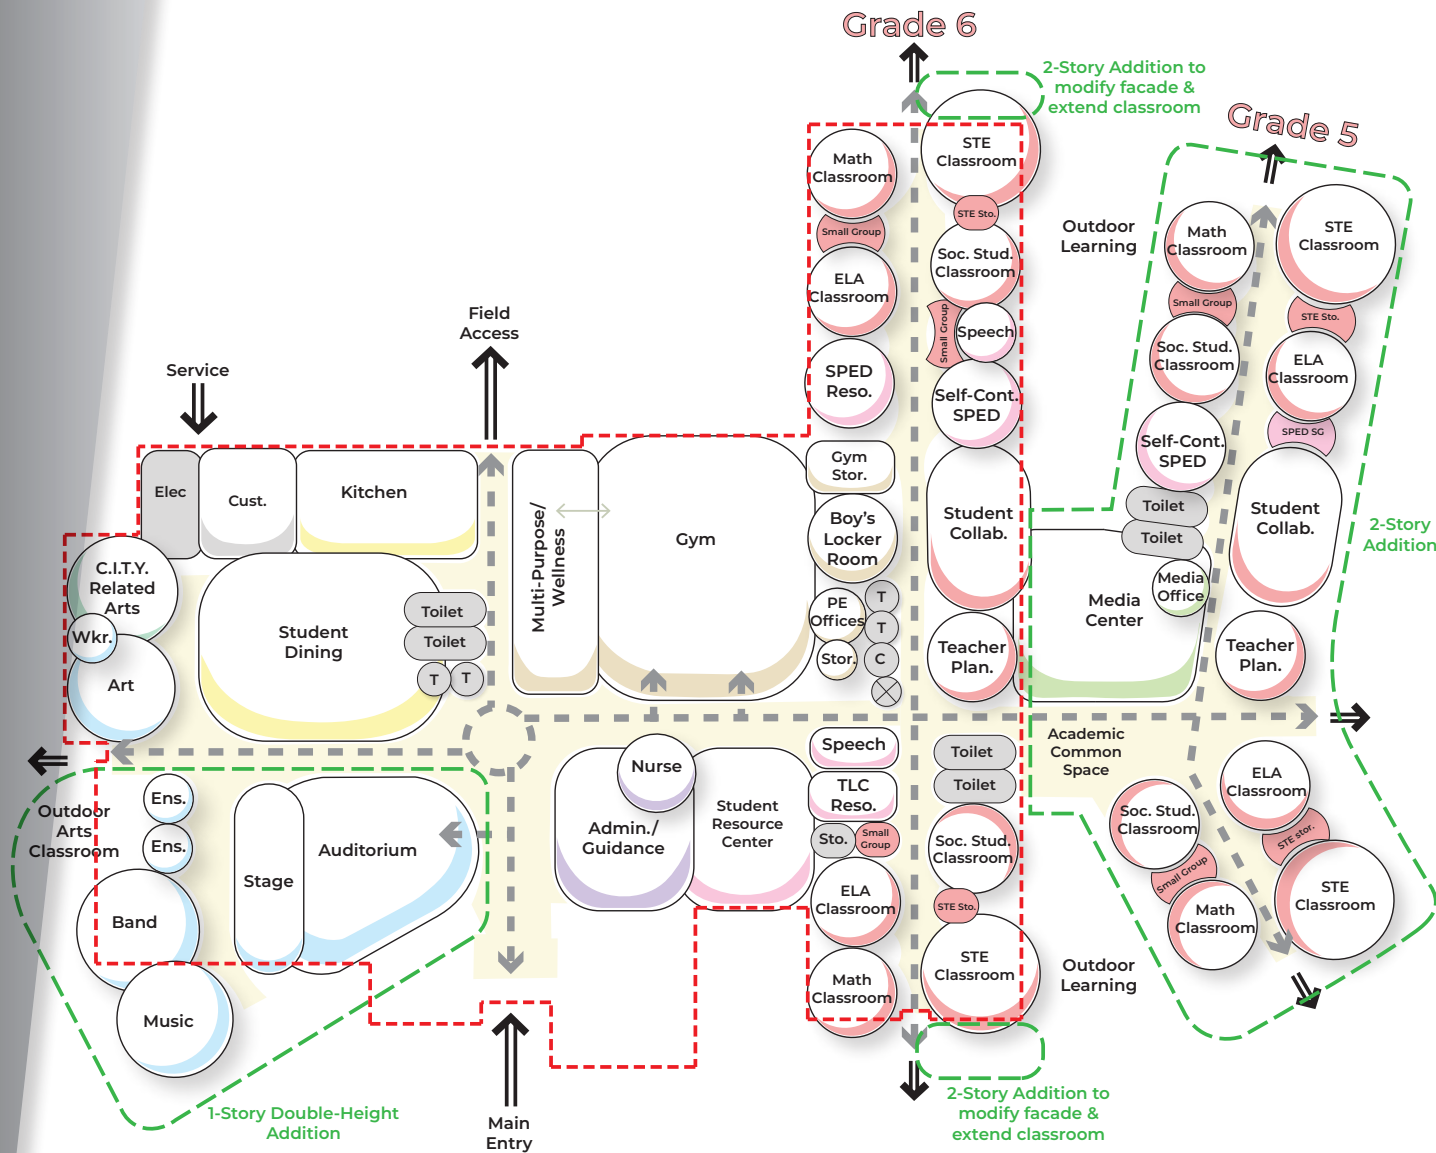 Grade 6
2-Story Addition to
modify facade &
extend classroom
Grade 5
Math
Classroom
STE
Classroom
Small Group
STE Sto.
ELA
Classroom
Soc. Stud.
Classroom
Small Group
Speech
SPED
Reso.
Self-Cont.
SPED
Outdoor
Learning
Math
Classroom
STE
Classroom
Small Group
STE Sto.
Soc. Stud.
Classroom
ELA
Classroom
Self-Cont.
SPED
SPED SG
Toilet
Toilet
Student
Collab.
2-Story
Addition
Media
Office
Media
Center
Teacher
Plan.
Field
Access
Service
Elec
Cust.
Kitchen
C.I.T.Y.
Related
Arts
Wkr.
Art
Student
Dining
Toilet
Toilet
T
T
Multi-Purpose/
Wellness
Gym
Gym
Stor.
Boy's
Locker
Room
PE
Offices
Stor.
T
T
C
Student
Collab.
Teacher
Plan.
Academic
Common
Space
Outdoor
Arts
Classroom
Ens.
Ens.
Band
Music
Stage
Auditorium
Nurse
Admin./
Guidance
Student
Resource
Center
Speech
TLC
Reso.
Sto.
Small
Group
ELA
Classroom
Math
Classroom
Toilet
Toilet
Soc. Stud.
Classroom
STE Sto.
STE
Classroom
Outdoor
Learning
Soc. Stud.
Classroom
Small Group
Math
Classroom
ELA
Classroom
STE stor.
STE
Classroom
1-Story Double-Height
Addition
Main
Entry
2-Story Addition to
modify facade &
extend classroom